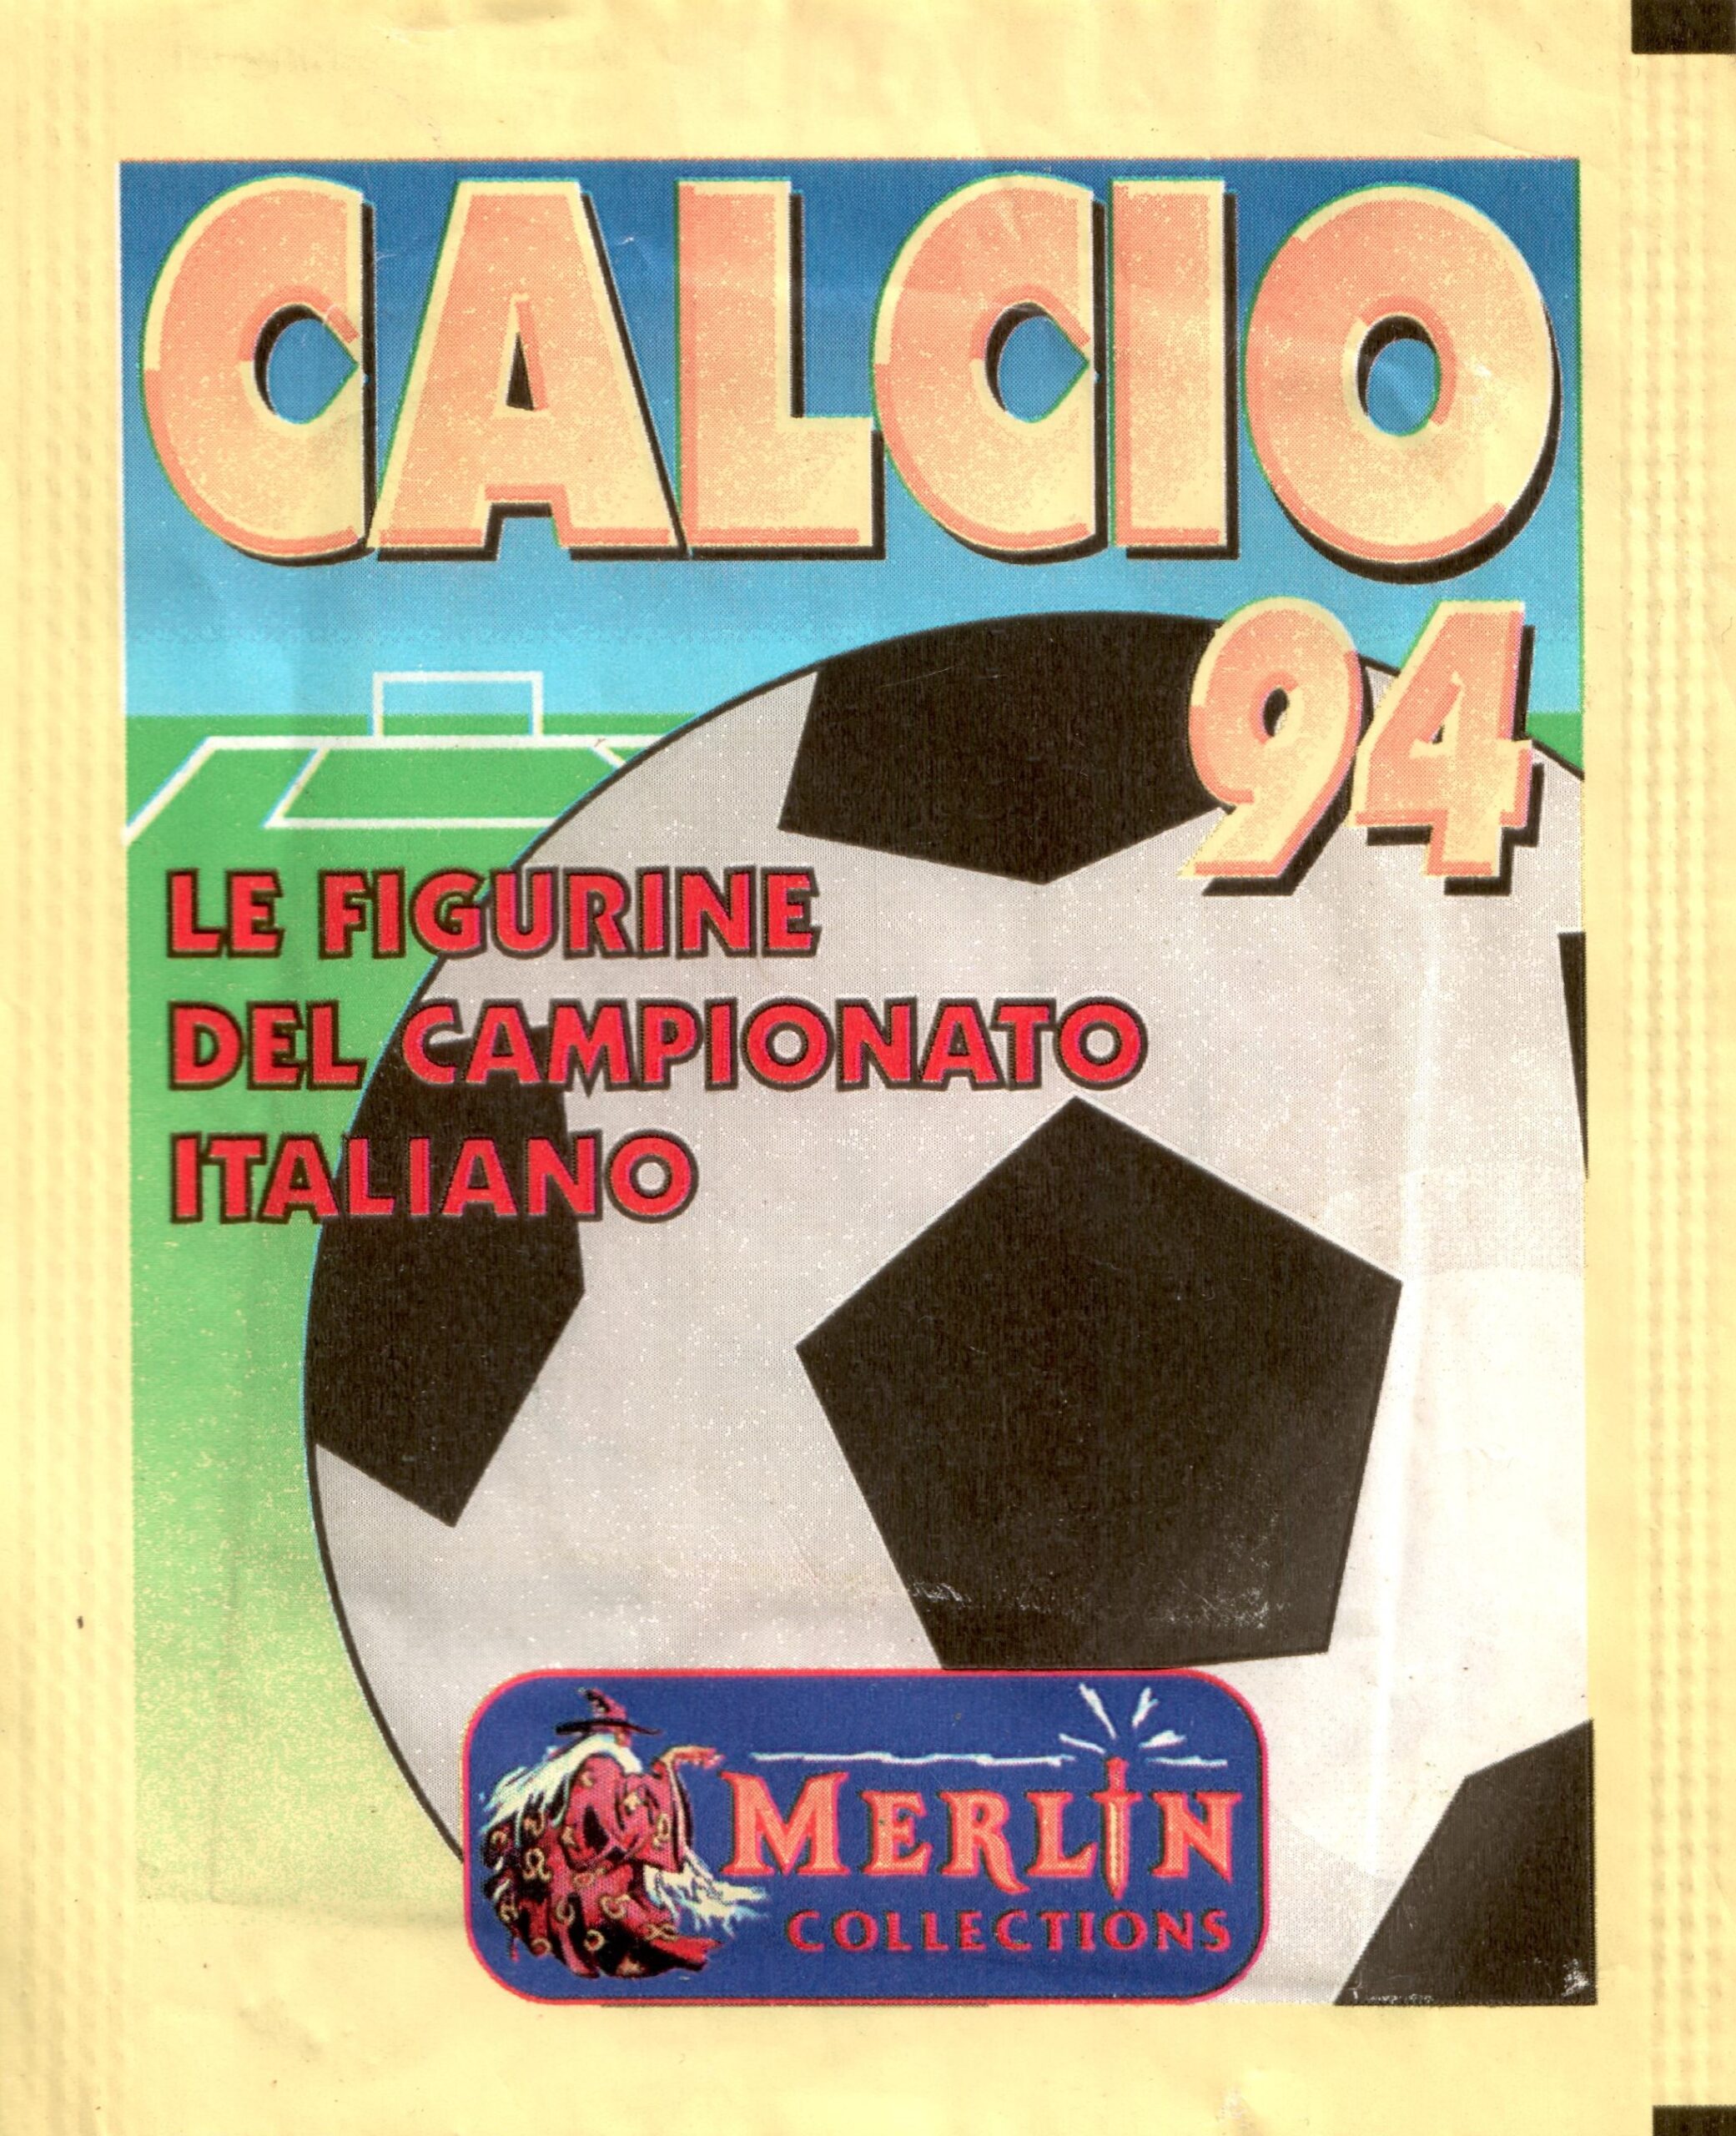 CALCIO
94
LE FIGURINE
DEL CAMPIONATO
ITALIANO
MERLIN
COLLECTIONS